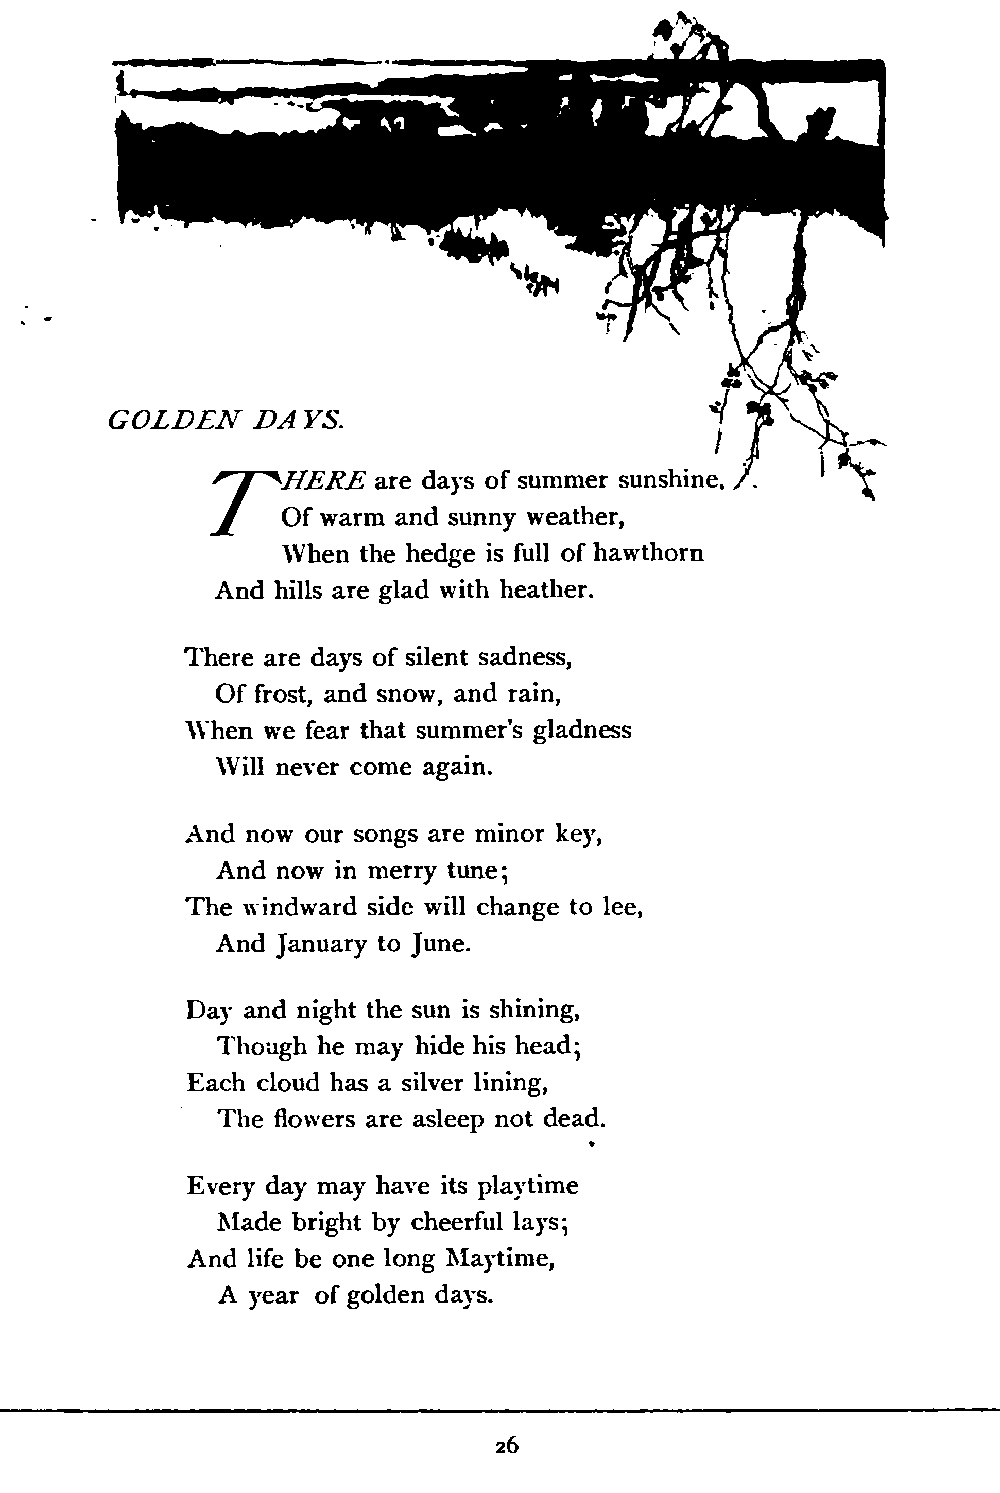 GOLDEN DAYS.
THERE are days of summer sunshine,
Of warm and sunny weather,
When the hedge is full of hawthorn
And hills are glad with heather.
There are days of silent sadness,
Of frost, and snow, and rain,
When we fear that summer's gladness
Will never come again.
And now our songs are minor key,
And now in merry tune;
The windward side will change to lee,
And January to June.
Day and night the sun is shining,
Though he may hide his head;
Each cloud has a silver lining,
The flowers are asleep not dead.
Every day may have its playtime
Made bright by cheerful lays;
And life be one long Maytime,
A year of golden days.
26